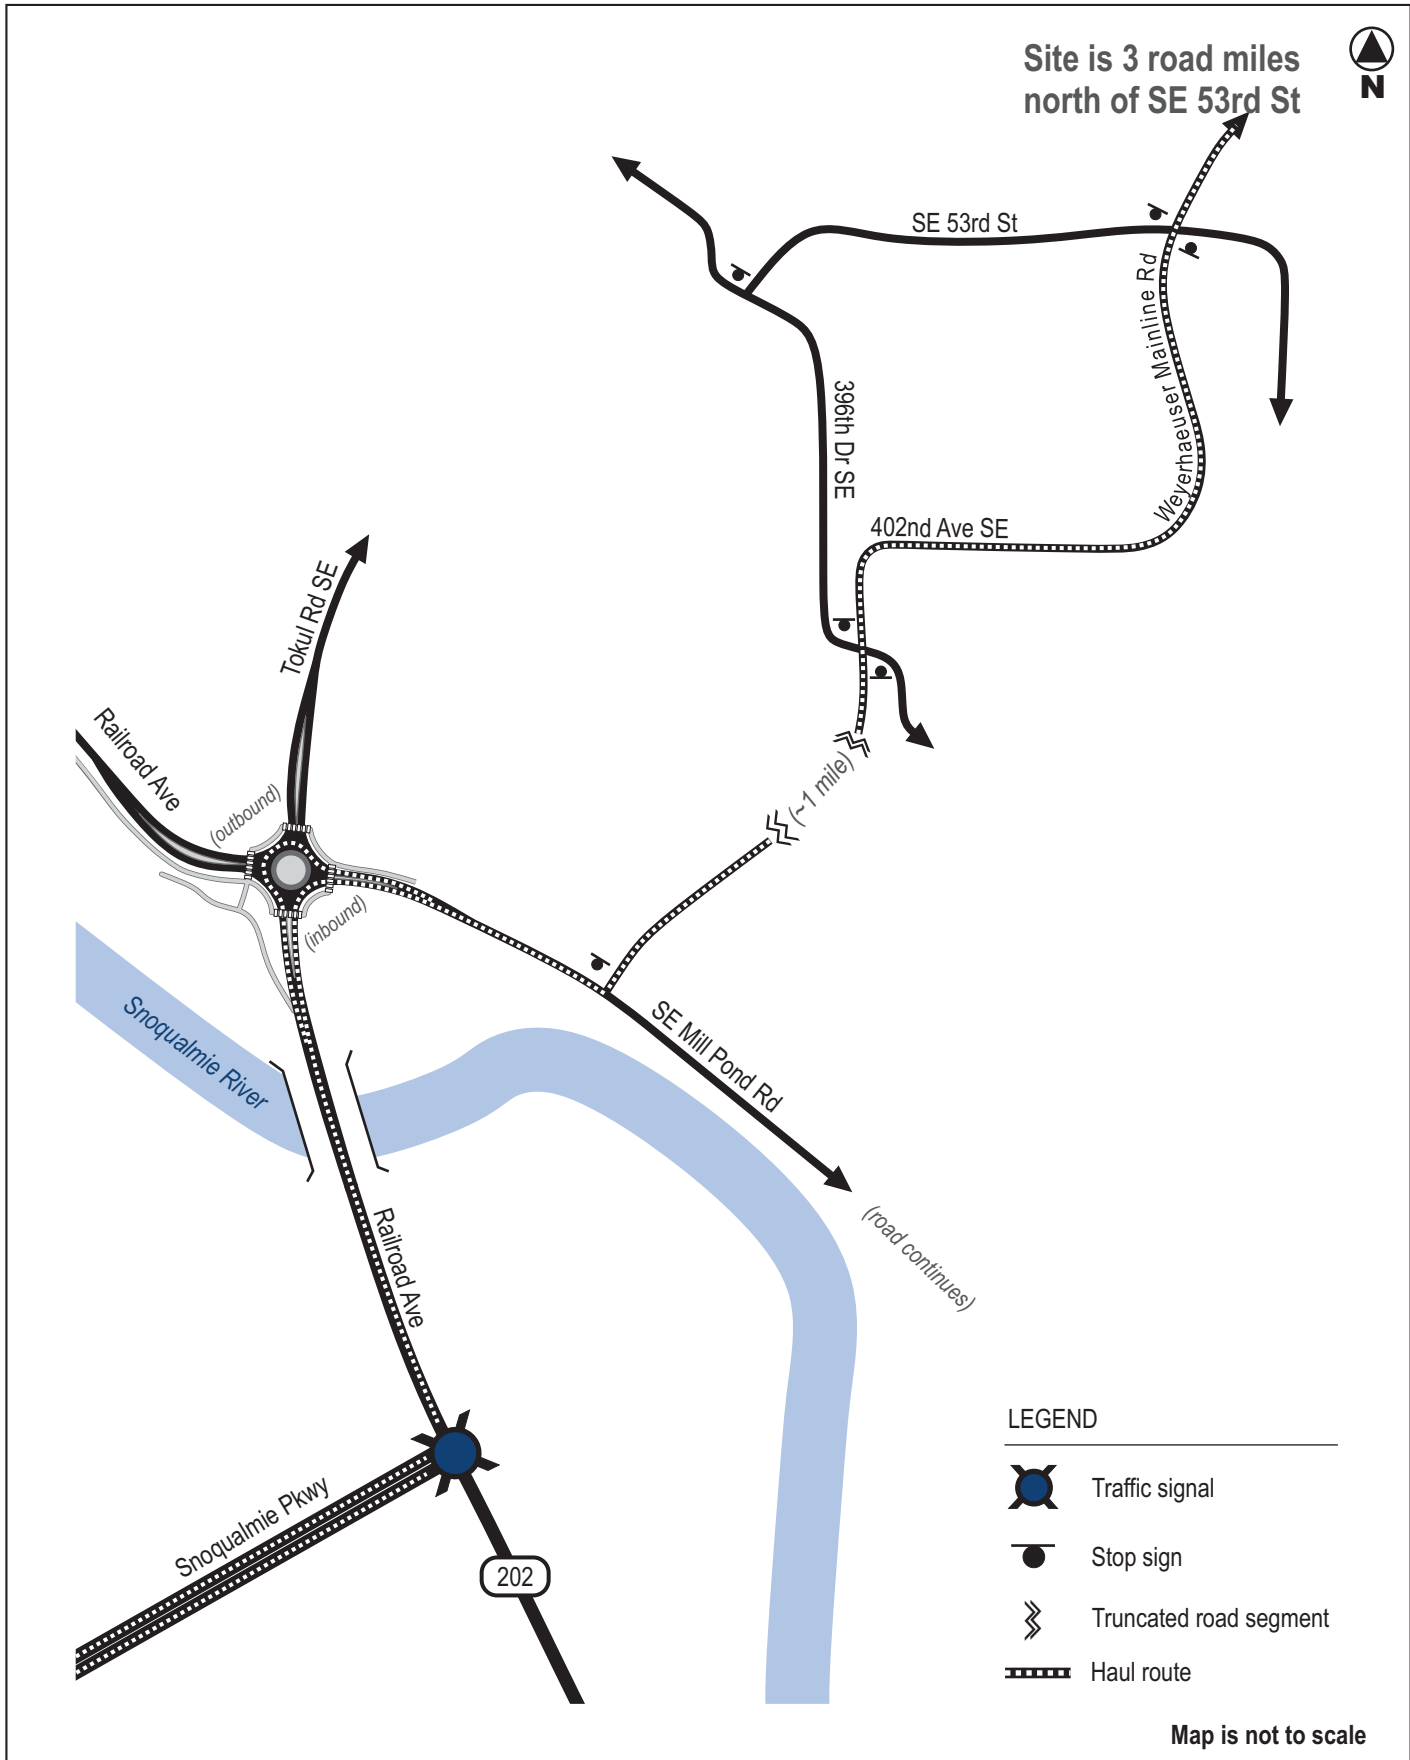 Site is 3 road miles
north of SE 53rd St
N
SE 53rd St
Weyerhaeuser Mainline Rd
396th Dr SE
402nd Ave SE
Tokul Rd SE
Railroad Ave
(outbound)
(~1 mile)
(inbound)
Snoqualmie River
SE Mill Pond Rd
(road continues)
Railroad Ave
Snoqualmie Pkwy
202
LEGEND
Traffic signal
Stop sign
Truncated road segment
Haul route
Map is not to scale